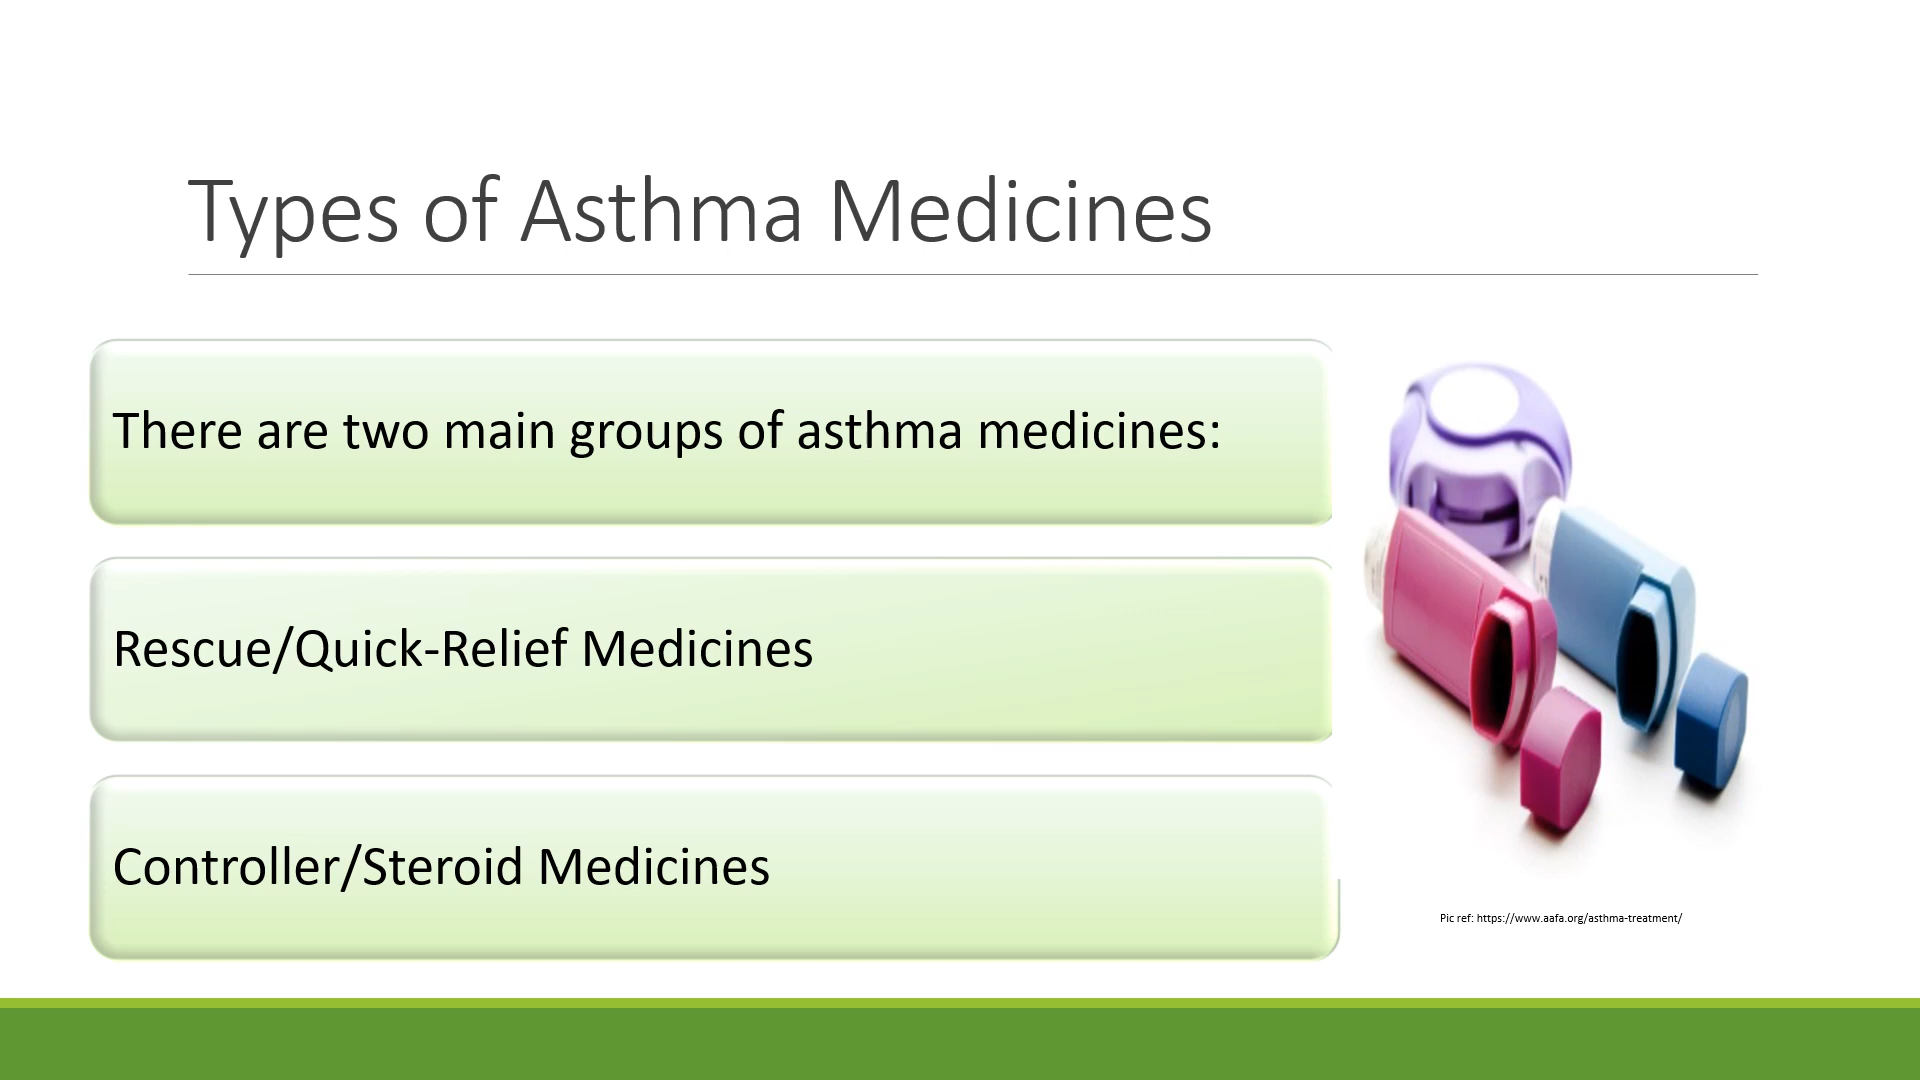 Types of Asthma Medicines
There are two main groups of asthma medicines:
Rescue/Quick-Relief Medicines
Controller/Steroid Medicines
Pic ref: https://www.aafa.org/asthma-treatment/